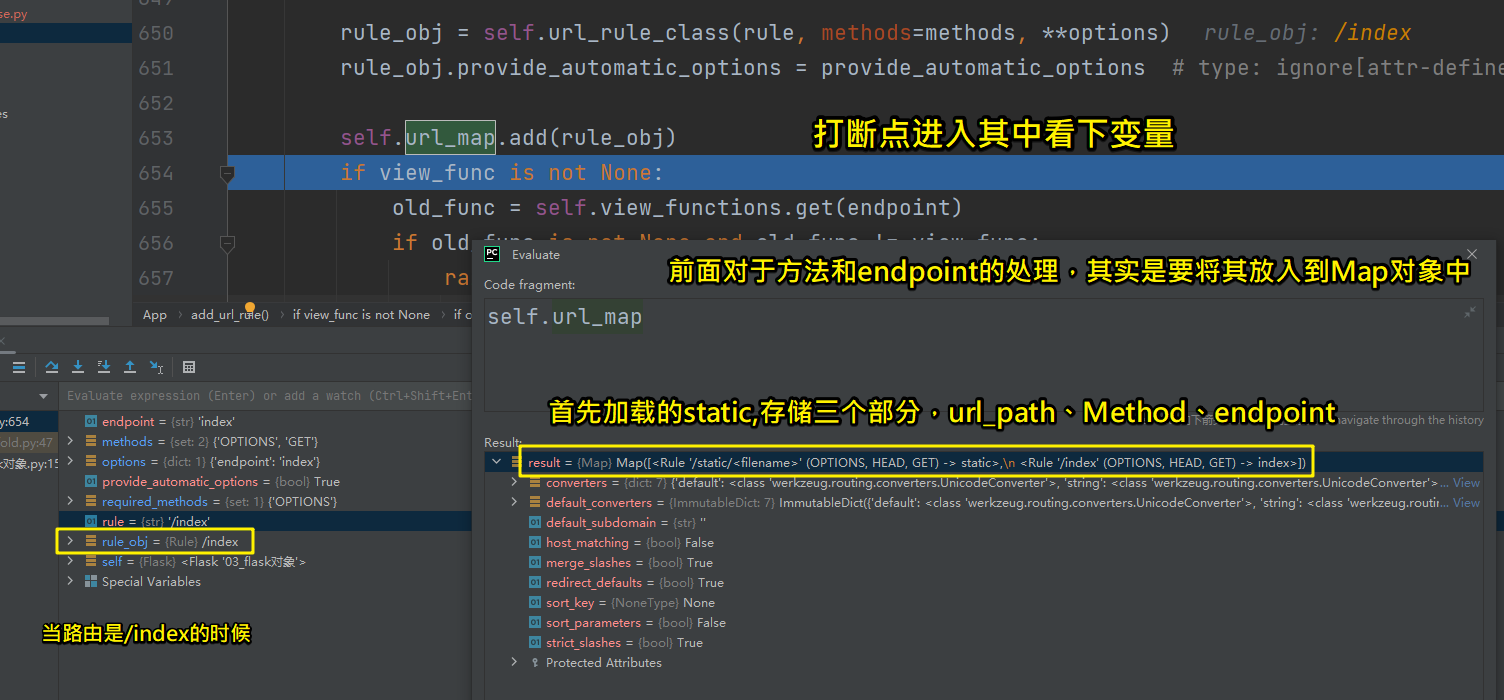 se.py
es
650 rule_obj = self.url_rule_class(rule, methods=methods, **options) rule_obj: /index
651 rule_obj.provide_automatic_options = provide_automatic_options # type: ignore[attr-define
652
653 self.url_map.add(rule_obj)
打断点进入其中看下变量
654 if view_func is not None:
655 old_func = self.view_functions.get(endpoint)
656 if old_func is not None and old_func != view_func:
657 ra
App › add_url_rule() › if view_func is not None › if o
PC Evaluate
前面对于方法和endpoint的处理，其实是要将其放入到Map对象中
Code fragment:
self.url_map
首先加载的static,存储三个部分，url_path、Method、endpoint
navigate through the history
Result:
result = {Map} Map([<Rule '/static/<filename>' (OPTIONS, HEAD, GET) -> static>,\n <Rule '/index' (OPTIONS, HEAD, GET) -> index>])
converters = {dict: 7} {'default': <class 'werkzeug.routing.converters.UnicodeConverter'>, 'string': <class 'werkzeug.routing.converters.UnicodeConverter'>... View
default_converters = {ImmutableDict: 7} ImmutableDict({'default': <class 'werkzeug.routing.converters.UnicodeConverter'>, 'string': <class 'werkzeug.routin... View
default_subdomain = {str} ''
host_matching = {bool} False
merge_slashes = {bool} True
redirect_defaults = {bool} True
sort_key = {NoneType} None
sort_parameters = {bool} False
strict_slashes = {bool} True
Protected Attributes
Evaluate expression (Enter) or add a watch (Ctrl+Shift+Ent
y:654
old.py:47
k对象.py:15
endpoint = {str} 'index'
methods = {set: 2} {'OPTIONS', 'GET'}
options = {dict: 1} {'endpoint': 'index'}
provide_automatic_options = {bool} True
required_methods = {set: 1} {'OPTIONS'}
rule = {str} '/index'
rule_obj = {Rule} /index
self = {Flask} <Flask '03_flask对象'>
Special Variables
当路由是/index的时候